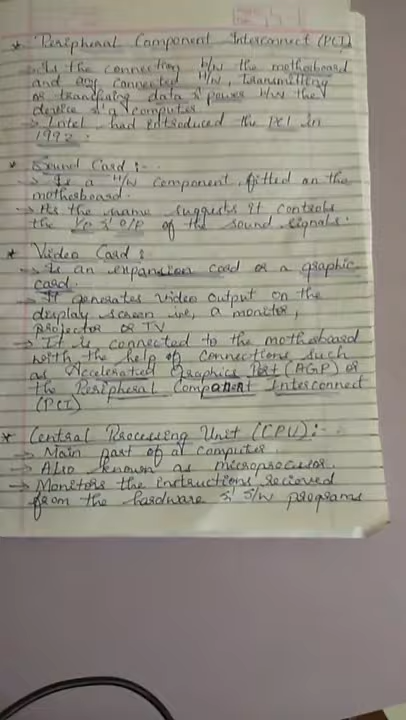 * Peripheral Component Interconnect (PCI)
→ Is the connection b/w the motherboard
and any connected H/w, transmitting
or transfering data & power b/w the
device & a computer.
→ Intel had introduced the PCI in
1992.
* Sound Card :-
→ Is a H/w component, fitted on the
motherboard.
→ As the name suggests it controls
the I/p & O/P of the sound signals.
* Video Card :
→ Is an expansion card or a graphic
card.
→ It generates video output on the
display screen ie, a monitor,
projector or TV
→ It is connected to the motherboard
with the help of connections such
as Accelerated Graphics Port (AGP) or
the Peripheral Component Interconnect
(PCI)
* Central Processing Unit (CPU) :-
→ Main part of a computer.
→ Also known as microprocessor.
→ Monitors the instructions recieved
from the hardware & S/w programs